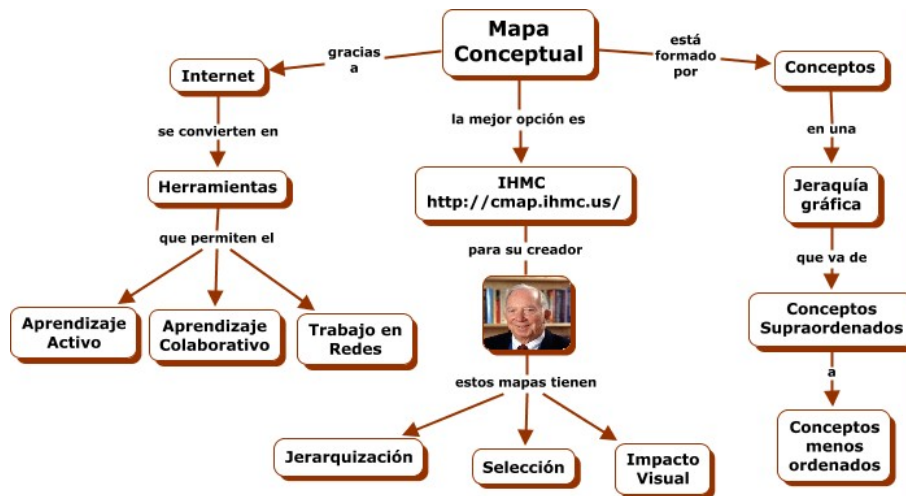 Mapa
Conceptual
gracias
a
Internet
se convierten en
Herramientas
que permiten el
Aprendizaje
Activo
Aprendizaje
Colaborativo
Trabajo en
Redes
la mejor opción es
IHMC
http://cmap.ihmc.us/
para su creador
estos mapas tienen
Jerarquización
Selección
Impacto
Visual
está
formado
por
Conceptos
en una
Jeraquía
gráfica
que va de
Conceptos
Supraordenados
a
Conceptos
menos
ordenados